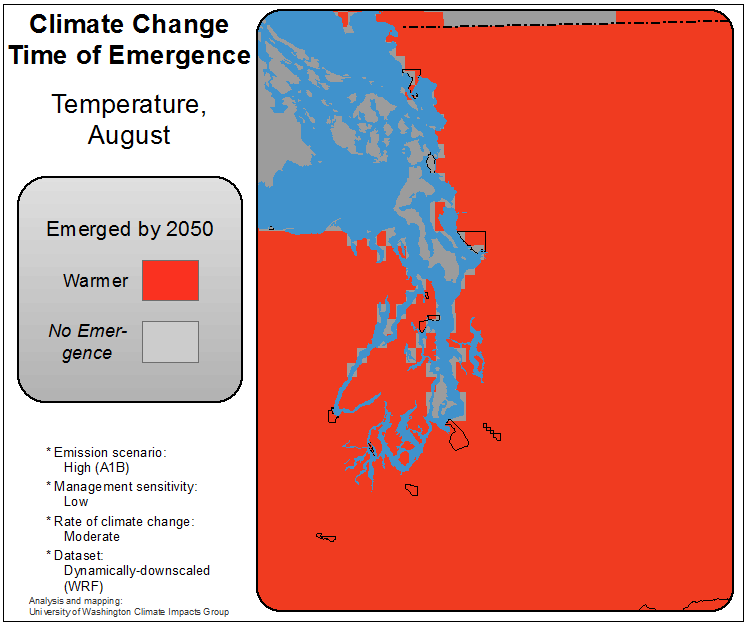 Climate Change
Time of Emergence
Temperature,
August
Emerged by 2050
Warmer
No Emer-
gence
* Emission scenario:
High (A1B)
* Management sensitivity:
Low
* Rate of climate change:
Moderate
* Dataset:
Dynamically-downscaled
(WRF)
Analysis and mapping:
University of Washington Climate Impacts Group